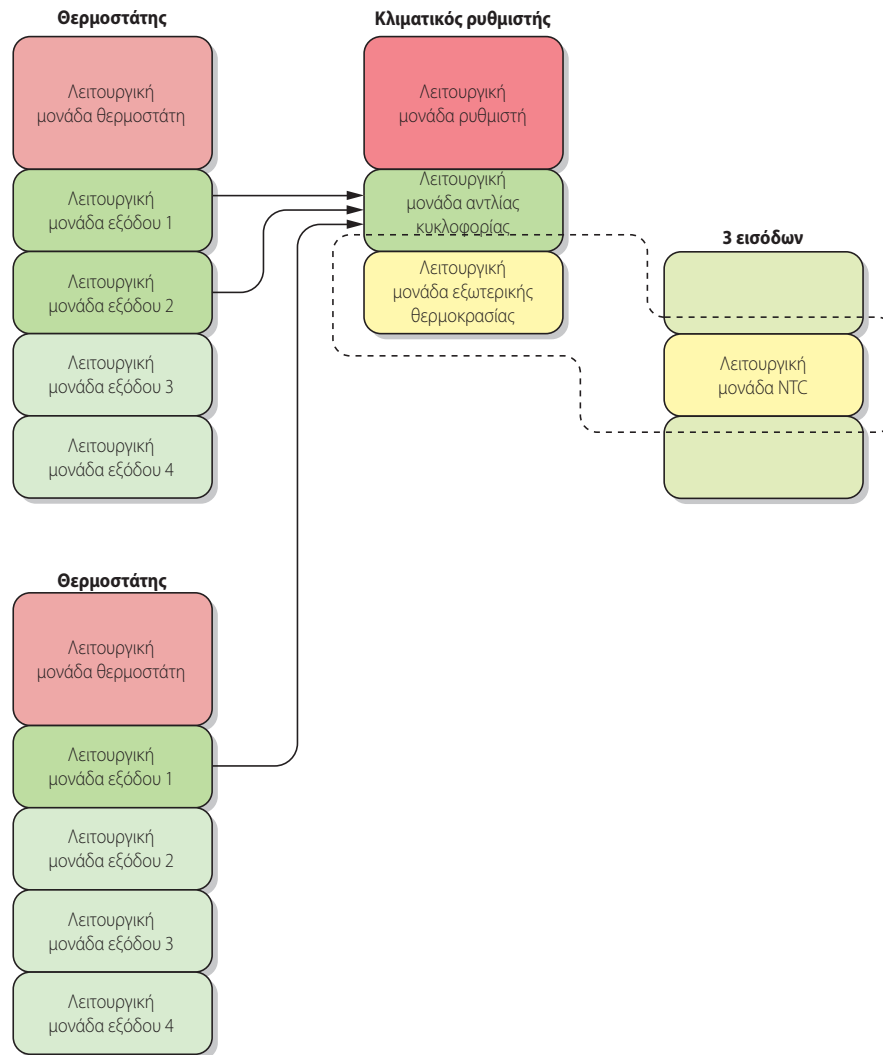 Θερμοστάτης
Λειτουργική
μονάδα θερμοστάτη
Λειτουργική
μονάδα εξόδου 1
Λειτουργική
μονάδα εξόδου 2
Λειτουργική
μονάδα εξόδου 3
Λειτουργική
μονάδα εξόδου 4
Κλιματικός ρυθμιστής
Λειτουργική
μονάδα ρυθμιστή
Λειτουργική
μονάδα αντλίας
κυκλοφορίας
Λειτουργική
μονάδα εξωτερικής
θερμοκρασίας
3 εισόδων
Λειτουργική
μονάδα NTC
Θερμοστάτης
Λειτουργική
μονάδα θερμοστάτη
Λειτουργική
μονάδα εξόδου 1
Λειτουργική
μονάδα εξόδου 2
Λειτουργική
μονάδα εξόδου 3
Λειτουργική
μονάδα εξόδου 4